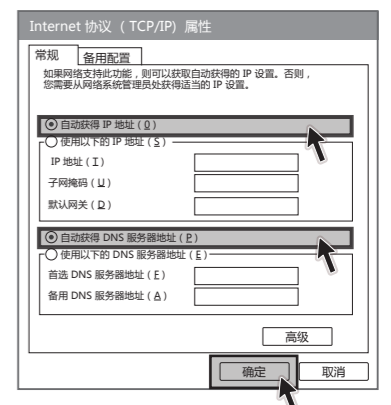 Internet 协议 （ TCP/IP) 属性
常规 备用配置
如果网络支持此功能，则可以获取自动获得的 IP 设置。否则，
您需要从网络系统管理员处获得适当的 IP 设置。
自动获得 IP 地址 ( O )
使用以下的 IP 地址 ( S )
IP 地址 ( I )
子网掩码 ( U )
默认网关 ( D )
自动获得 DNS 服务器地址 ( P )
使用以下的 DNS 服务器地址 ( E )
首选 DNS 服务器地址 ( F )
备用 DNS 服务器地址 ( A )
高级
确定 取消